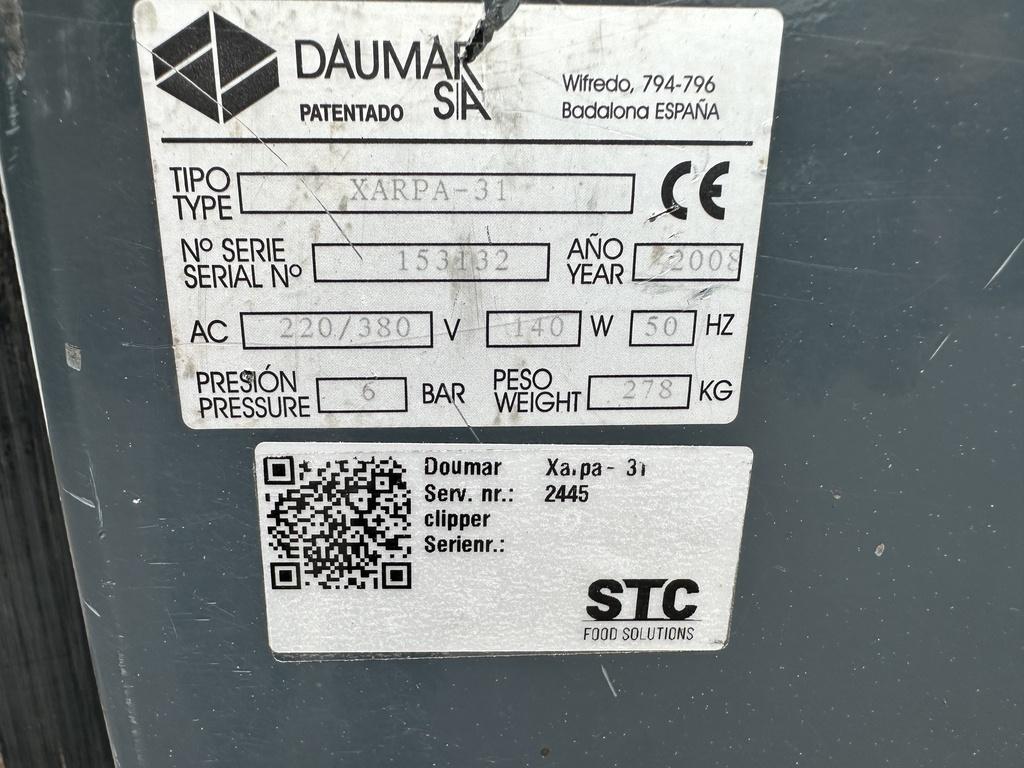 DAUMAR
PATENTADO SA
Wifredo, 794-796
Badalona ESPAÑA
TIPO
TYPE XARPA-31 CE
Nº SERIE
SERIAL Nº 153132
AÑO
YEAR 2008
AC 220/380 V 140 W 50 HZ
PRESIÓN
PRESSURE 6 BAR
PESO
WEIGHT 278 KG
Doumar Xarpa- 31
Serv. nr.: 2445
clipper
Serienr.:
STC
FOOD SOLUTIONS